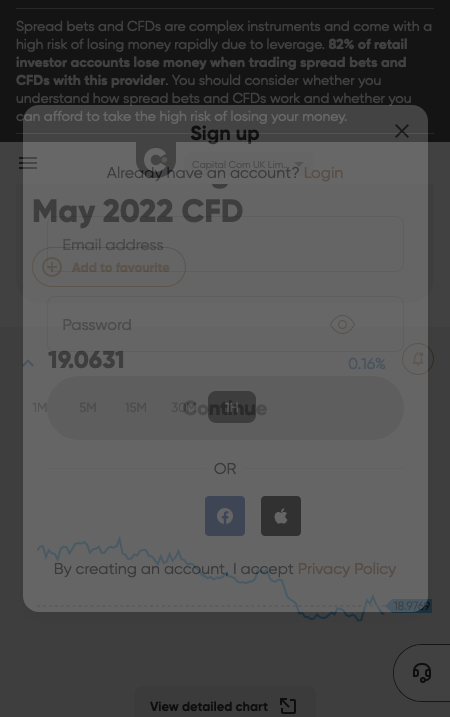 Spread bets and CFDs are complex instruments and come with a
high risk of losing money rapidly due to leverage. 82% of retail
investor accounts lose money when trading spread bets and
CFDs with this provider. You should consider whether you
understand how spread bets and CFDs work and whether you
can afford to take the high risk of losing your money.
Sign up
Capital Com UK Lim...
Already have an account? Login
May 2022 CFD
Email address
Add to favourite
Password
19.0631
0.16%
1M 5M 15M 30M 1H
Continue
OR
By creating an account, I accept Privacy Policy
View detailed chart